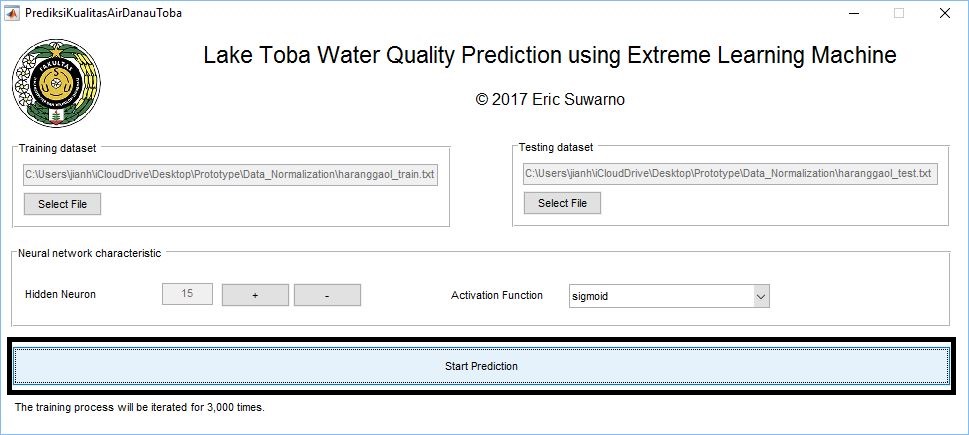 PrediksiKualitasAirDanauToba
Lake Toba Water Quality Prediction using Extreme Learning Machine
© 2017 Eric Suwarno
FAKULTAS
Training dataset
C:\Users\jianh\iCloudDrive\Desktop\Prototype\Data_Normalization\haranggaol_train.txt
Select File
Testing dataset
C:\Users\jianh\iCloudDrive\Desktop\Prototype\Data_Normalization\haranggaol_test.txt
Select File
Neural network characteristic
Hidden Neuron 15 + - Activation Function sigmoid
Start Prediction
The training process will be iterated for 3,000 times.